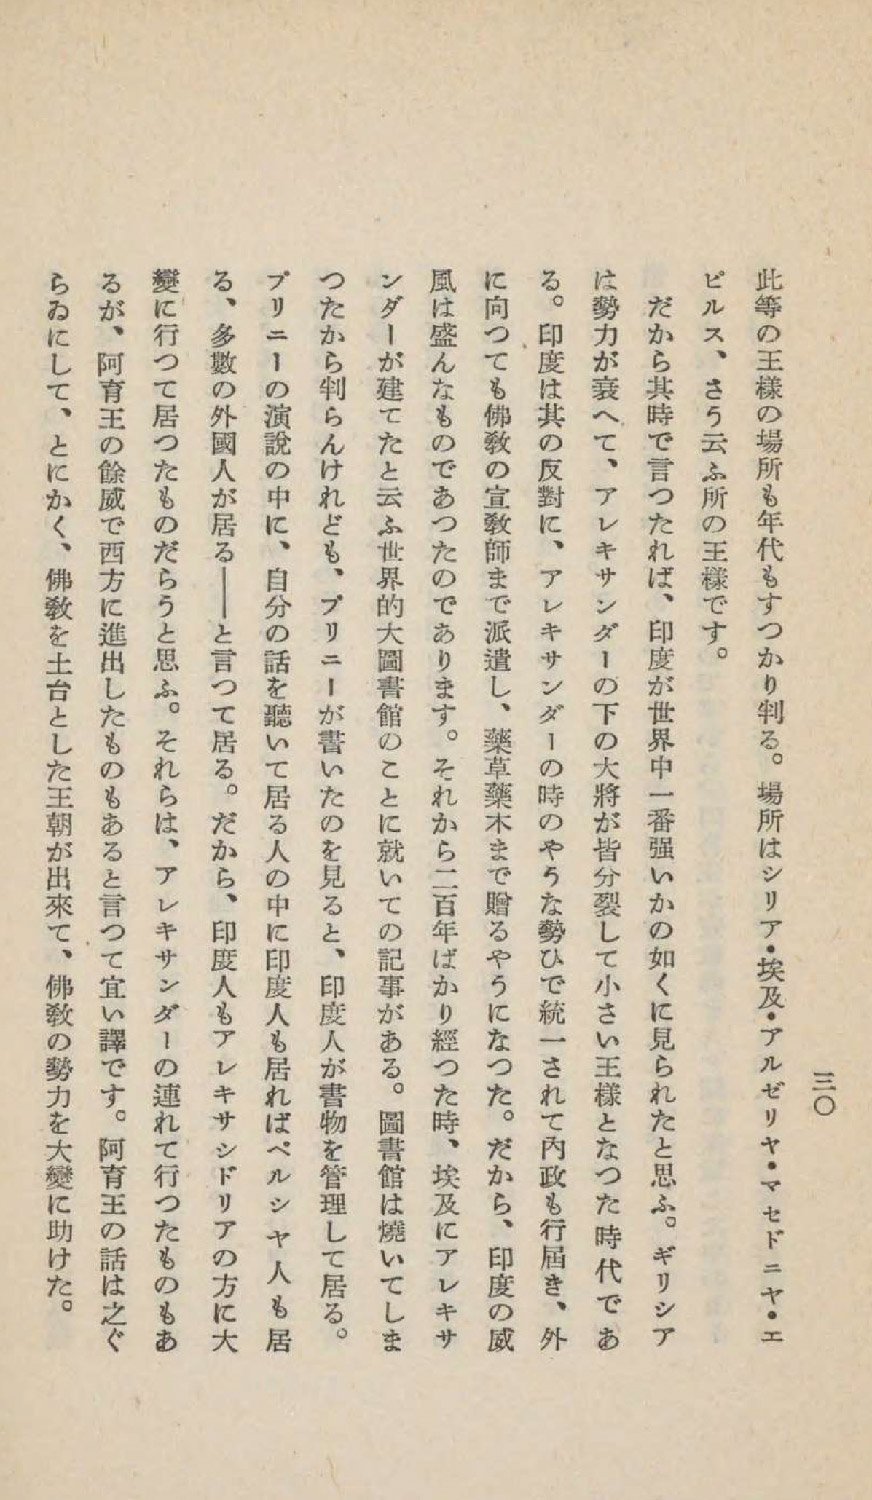 三〇
此等の王樣の場所も年代もすつかり判る。場所はシリア・埃及・アルゼリヤ・マセドニヤ・エ
ピルス、さう云ふ所の王樣です。
だから其時で言つたれば、印度が世界中一番强いかの如くに見られたと思ふ。ギリシア
は勢力が衰へて、アレキサンダーの下の大將が皆分裂して小さい王樣となつた時代であ
る。印度は其の反對に、アレキサンダーの時のやうな勢ひで統一されて內政も行屆き、外
に向つても佛敎の宣敎師まで派遣し、藥草藥木まで贈るやうになつた。だから、印度の威
風は盛んなものであつたのであります。それから二百年ばかり經つた時、埃及にアレキサ
ンダーが建てたと云ふ世界的大圖書館のことに就いての記事がある。圖書館は燒いてしま
つたから判らんけれども、プリニーが書いたのを見ると、印度人が書物を管理して居る。
プリニーの演說の中に、自分の話を聽いて居る人の中に印度人も居ればペルシヤ人も居
る、多數の外國人が居る――と言つて居る。だから、印度人もアレキサシドリアの方に大
變に行つて居つたものだらうと思ふ。それらは、アレキサンダーの連れて行つたものもあ
るが、阿育王の餘威で西方に進出したものもあると言つて宜い譯です。阿育王の話は之ぐ
らゐにして、とにかく、佛敎を土台とした王朝が出來て、佛敎の勢力を大變に助けた。